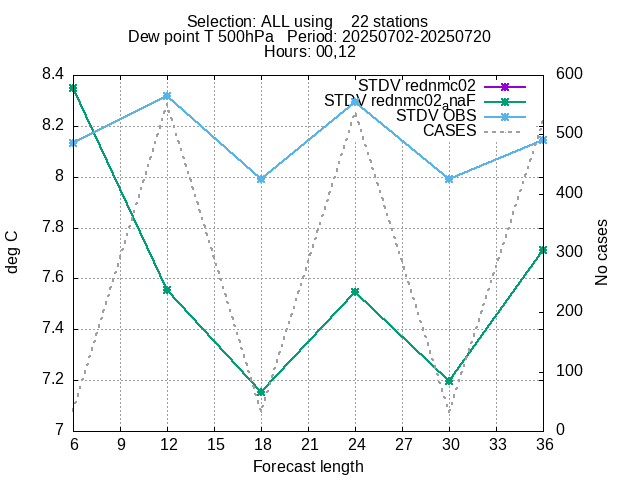 Selection: ALL using 22 stations
Dew point T 500hPa Period: 20250702-20250720
Hours: 00,12
STDV rednmc02
STDV rednmc02anaF
STDV OBS
CASES
8.4
8.2
8
7.8
7.6
7.4
7.2
7
600
500
400
300
200
100
0
deg C
No cases
6 9 12 15 18 21 24 27 30 33 36
Forecast length